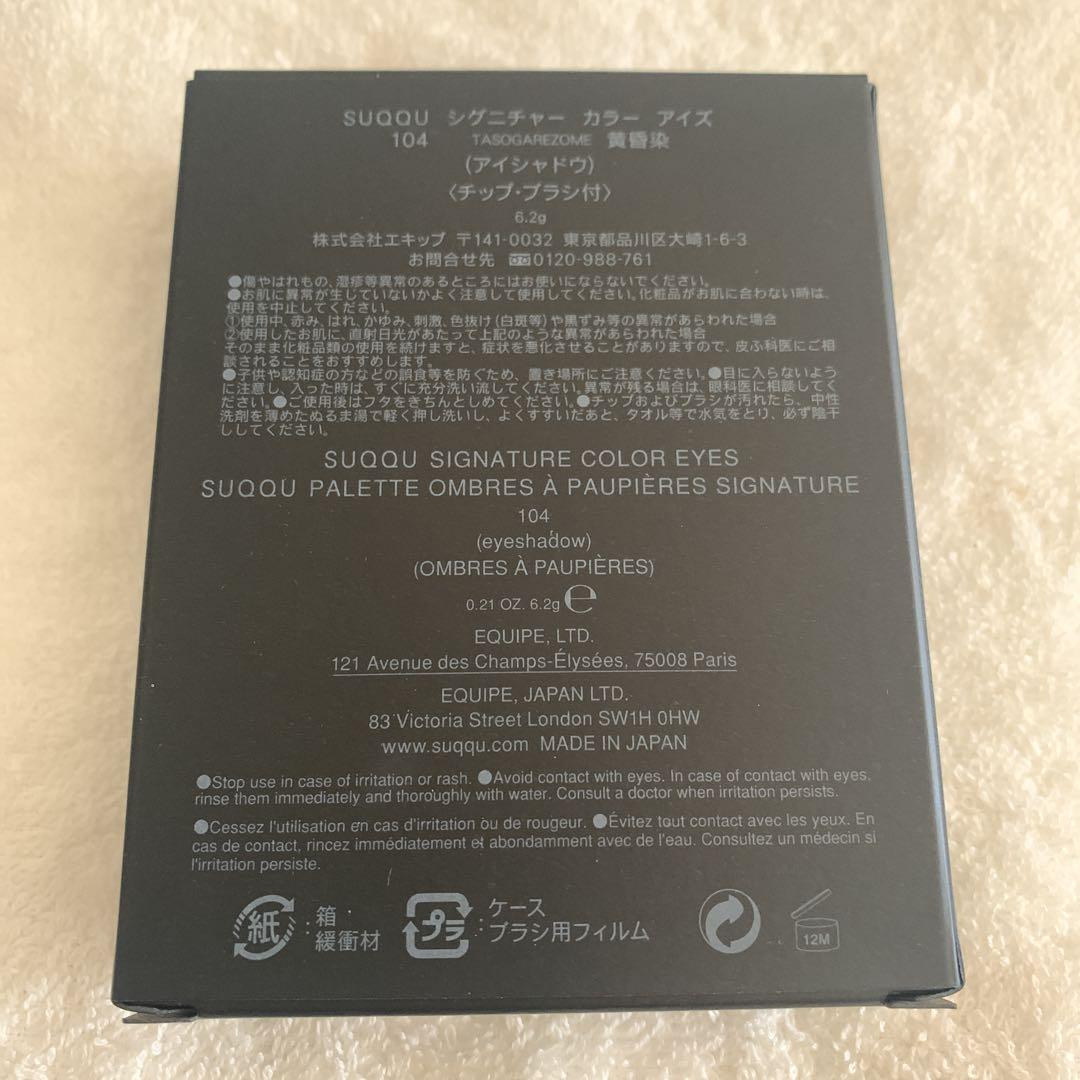 SUQQU シグニチャー カラー アイズ
104 TASOGAREZOME 黄昏染
(アイシャドウ)
〈チップ・ブラシ付〉
6.2g
株式会社エキップ 〒141-0032 東京都品川区大崎1-6-3
お問合せ先 0120-988-761
●傷やはれもの、湿疹等異常のあるところにはお使いにならないでください。
●お肌に異常が生じていないかよく注意して使用してください。化粧品がお肌に合わない時は、
使用を中止してください。
①使用中、赤み、はれ、かゆみ、刺激、色抜け(白斑等)や黒ずみ等の異常があらわれた場合
②使用したお肌に、直射日光があたって上記のような異常があらわれた場合
そのまま化粧品類の使用を続けますと、症状を悪化させることがありますので、皮ふ科医にご相
談されることをおすすめします。
●子供や認知症の方などの誤食等を防ぐため、置き場所にご注意ください。●目に入らないよう
に注意し、入った時は、すぐに充分洗い流してください。異常が残る場合は、眼科医に相談してく
ださい。●ご使用後はフタをきちんとしめてください。●チップおよびブラシが汚れたら、中性
洗剤を薄めたぬるま湯で軽く押し洗いし、よくすすいだあと、タオル等で水気をとり、必ず陰干
ししてください。
SUQQU SIGNATURE COLOR EYES
SUQQU PALETTE OMBRES À PAUPIÈRES SIGNATURE
104
(eyeshadow)
(OMBRES À PAUPIÈRES)
0.21 OZ. 6.2g ℮
EQUIPE, LTD.
121 Avenue des Champs-Élysées, 75008 Paris
EQUIPE, JAPAN LTD.
83 Victoria Street London SW1H 0HW
www.suqqu.com MADE IN JAPAN
●Stop use in case of irritation or rash. ●Avoid contact with eyes. In case of contact with eyes,
rinse them immediately and thoroughly with water. Consult a doctor when irritation persists.
●Cessez l'utilisation en cas d'irritation ou de rougeur. ●Évitez tout contact avec les yeux. En
cas de contact, rincez immédiatement et abondamment avec de l'eau. Consultez un médecin si
l'irritation persiste.
紙 : 箱
緩衝材
プラ : ケース
ブラシ用フィルム
12M